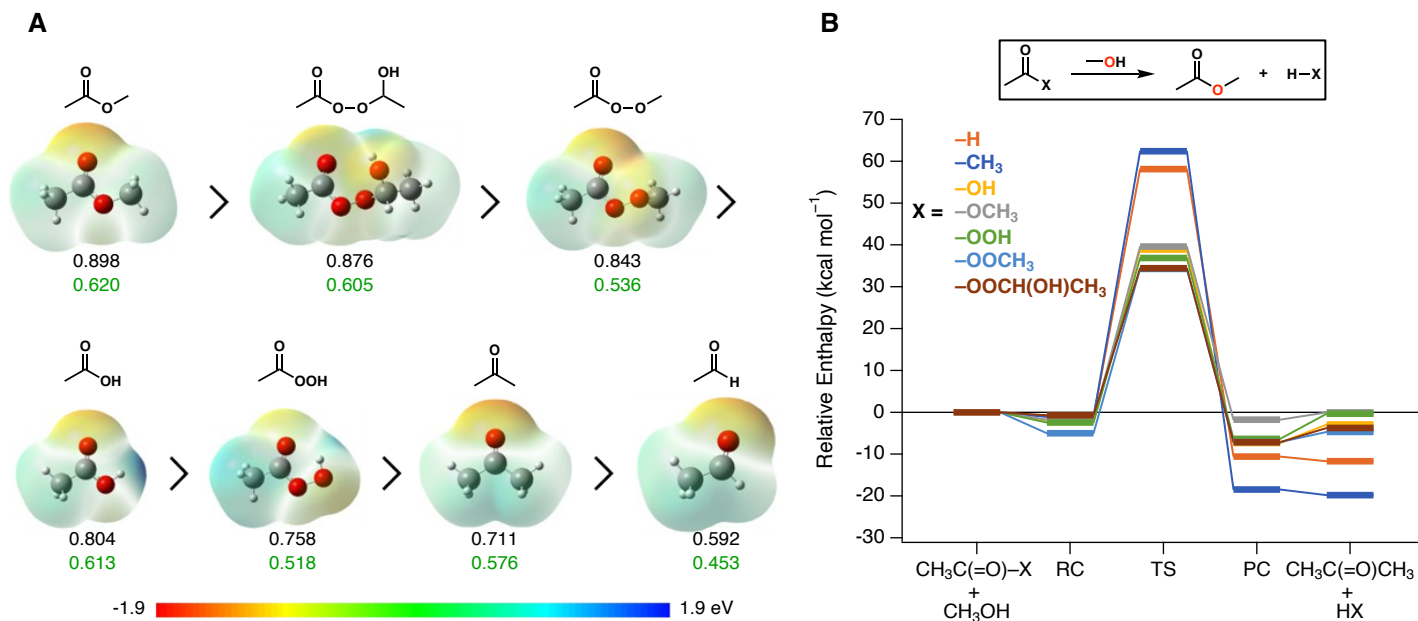 A
O
O
>
O
O
O
OH
>
O
O
O
>
0.898
0.876
0.843
0.620
0.605
0.536
O
OH
>
O
OOH
>
O
>
O
H
0.804
0.758
0.711
0.592
0.613
0.518
0.576
0.453
-1.9
1.9 eV
B
O
X
—OH
O
O
+
H–X
X =
–H
–CH₃
–OH
–OCH₃
–OOH
–OOCH₃
–OOCH(OH)CH₃
Relative Enthalpy (kcal mol⁻¹)
70
60
50
40
30
20
10
0
-10
-20
-30
CH₃C(=O)–X
+
CH₃OH
RC
TS
PC
CH₃C(=O)CH₃
+
HX